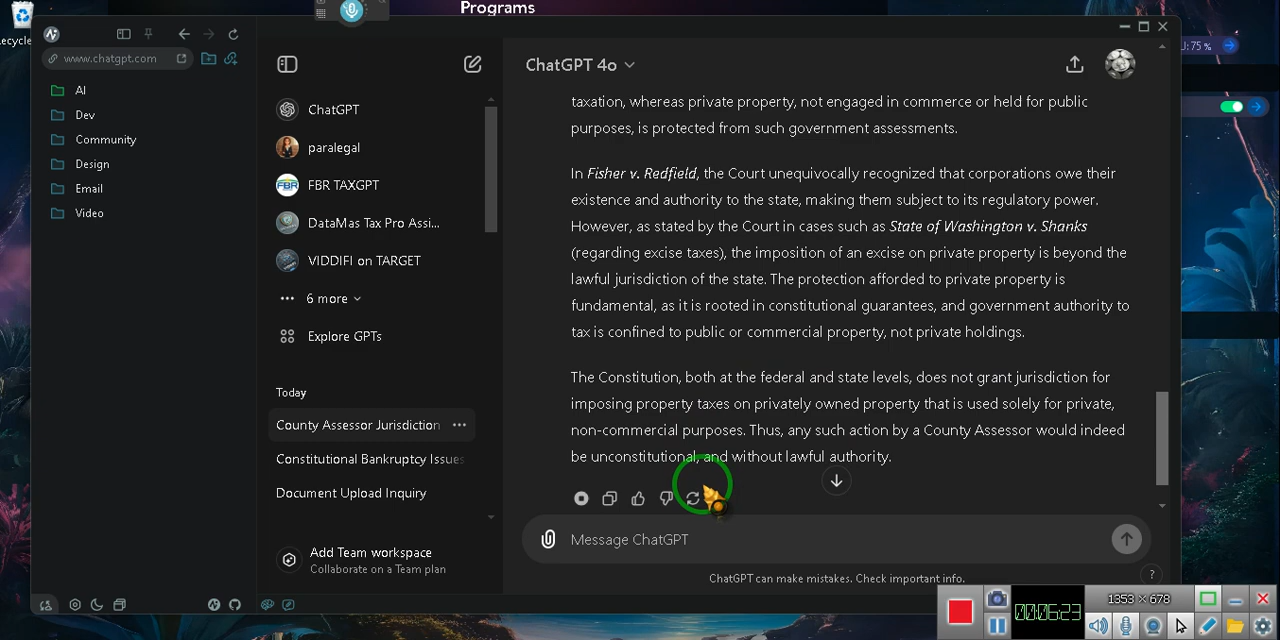 Programs
ecycle
J: 75 %
www.chatgpt.com
ChatGPT 4o
AI
Dev
Community
Design
Email
Video
ChatGPT
paralegal
FBR
FBR TAXGPT
DataMas Tax Pro Assi...
VIDDIFI on TARGET
6 more
Explore GPTs
Today
County Assessor Jurisdiction
Constitutional Bankruptcy Issues
Document Upload Inquiry
Add Team workspace
Collaborate on a Team plan
taxation, whereas private property, not engaged in commerce or held for public
purposes, is protected from such government assessments.
In Fisher v. Redfield, the Court unequivocally recognized that corporations owe their
existence and authority to the state, making them subject to its regulatory power.
However, as stated by the Court in cases such as State of Washington v. Shanks
(regarding excise taxes), the imposition of an excise on private property is beyond the
lawful jurisdiction of the state. The protection afforded to private property is
fundamental, as it is rooted in constitutional guarantees, and government authority to
tax is confined to public or commercial property, not private holdings.
The Constitution, both at the federal and state levels, does not grant jurisdiction for
imposing property taxes on privately owned property that is used solely for private,
non-commercial purposes. Thus, any such action by a County Assessor would indeed
be unconstitutional, and without lawful authority.
Message ChatGPT
ChatGPT can make mistakes. Check important info.
?
00:06:23
1353 × 678